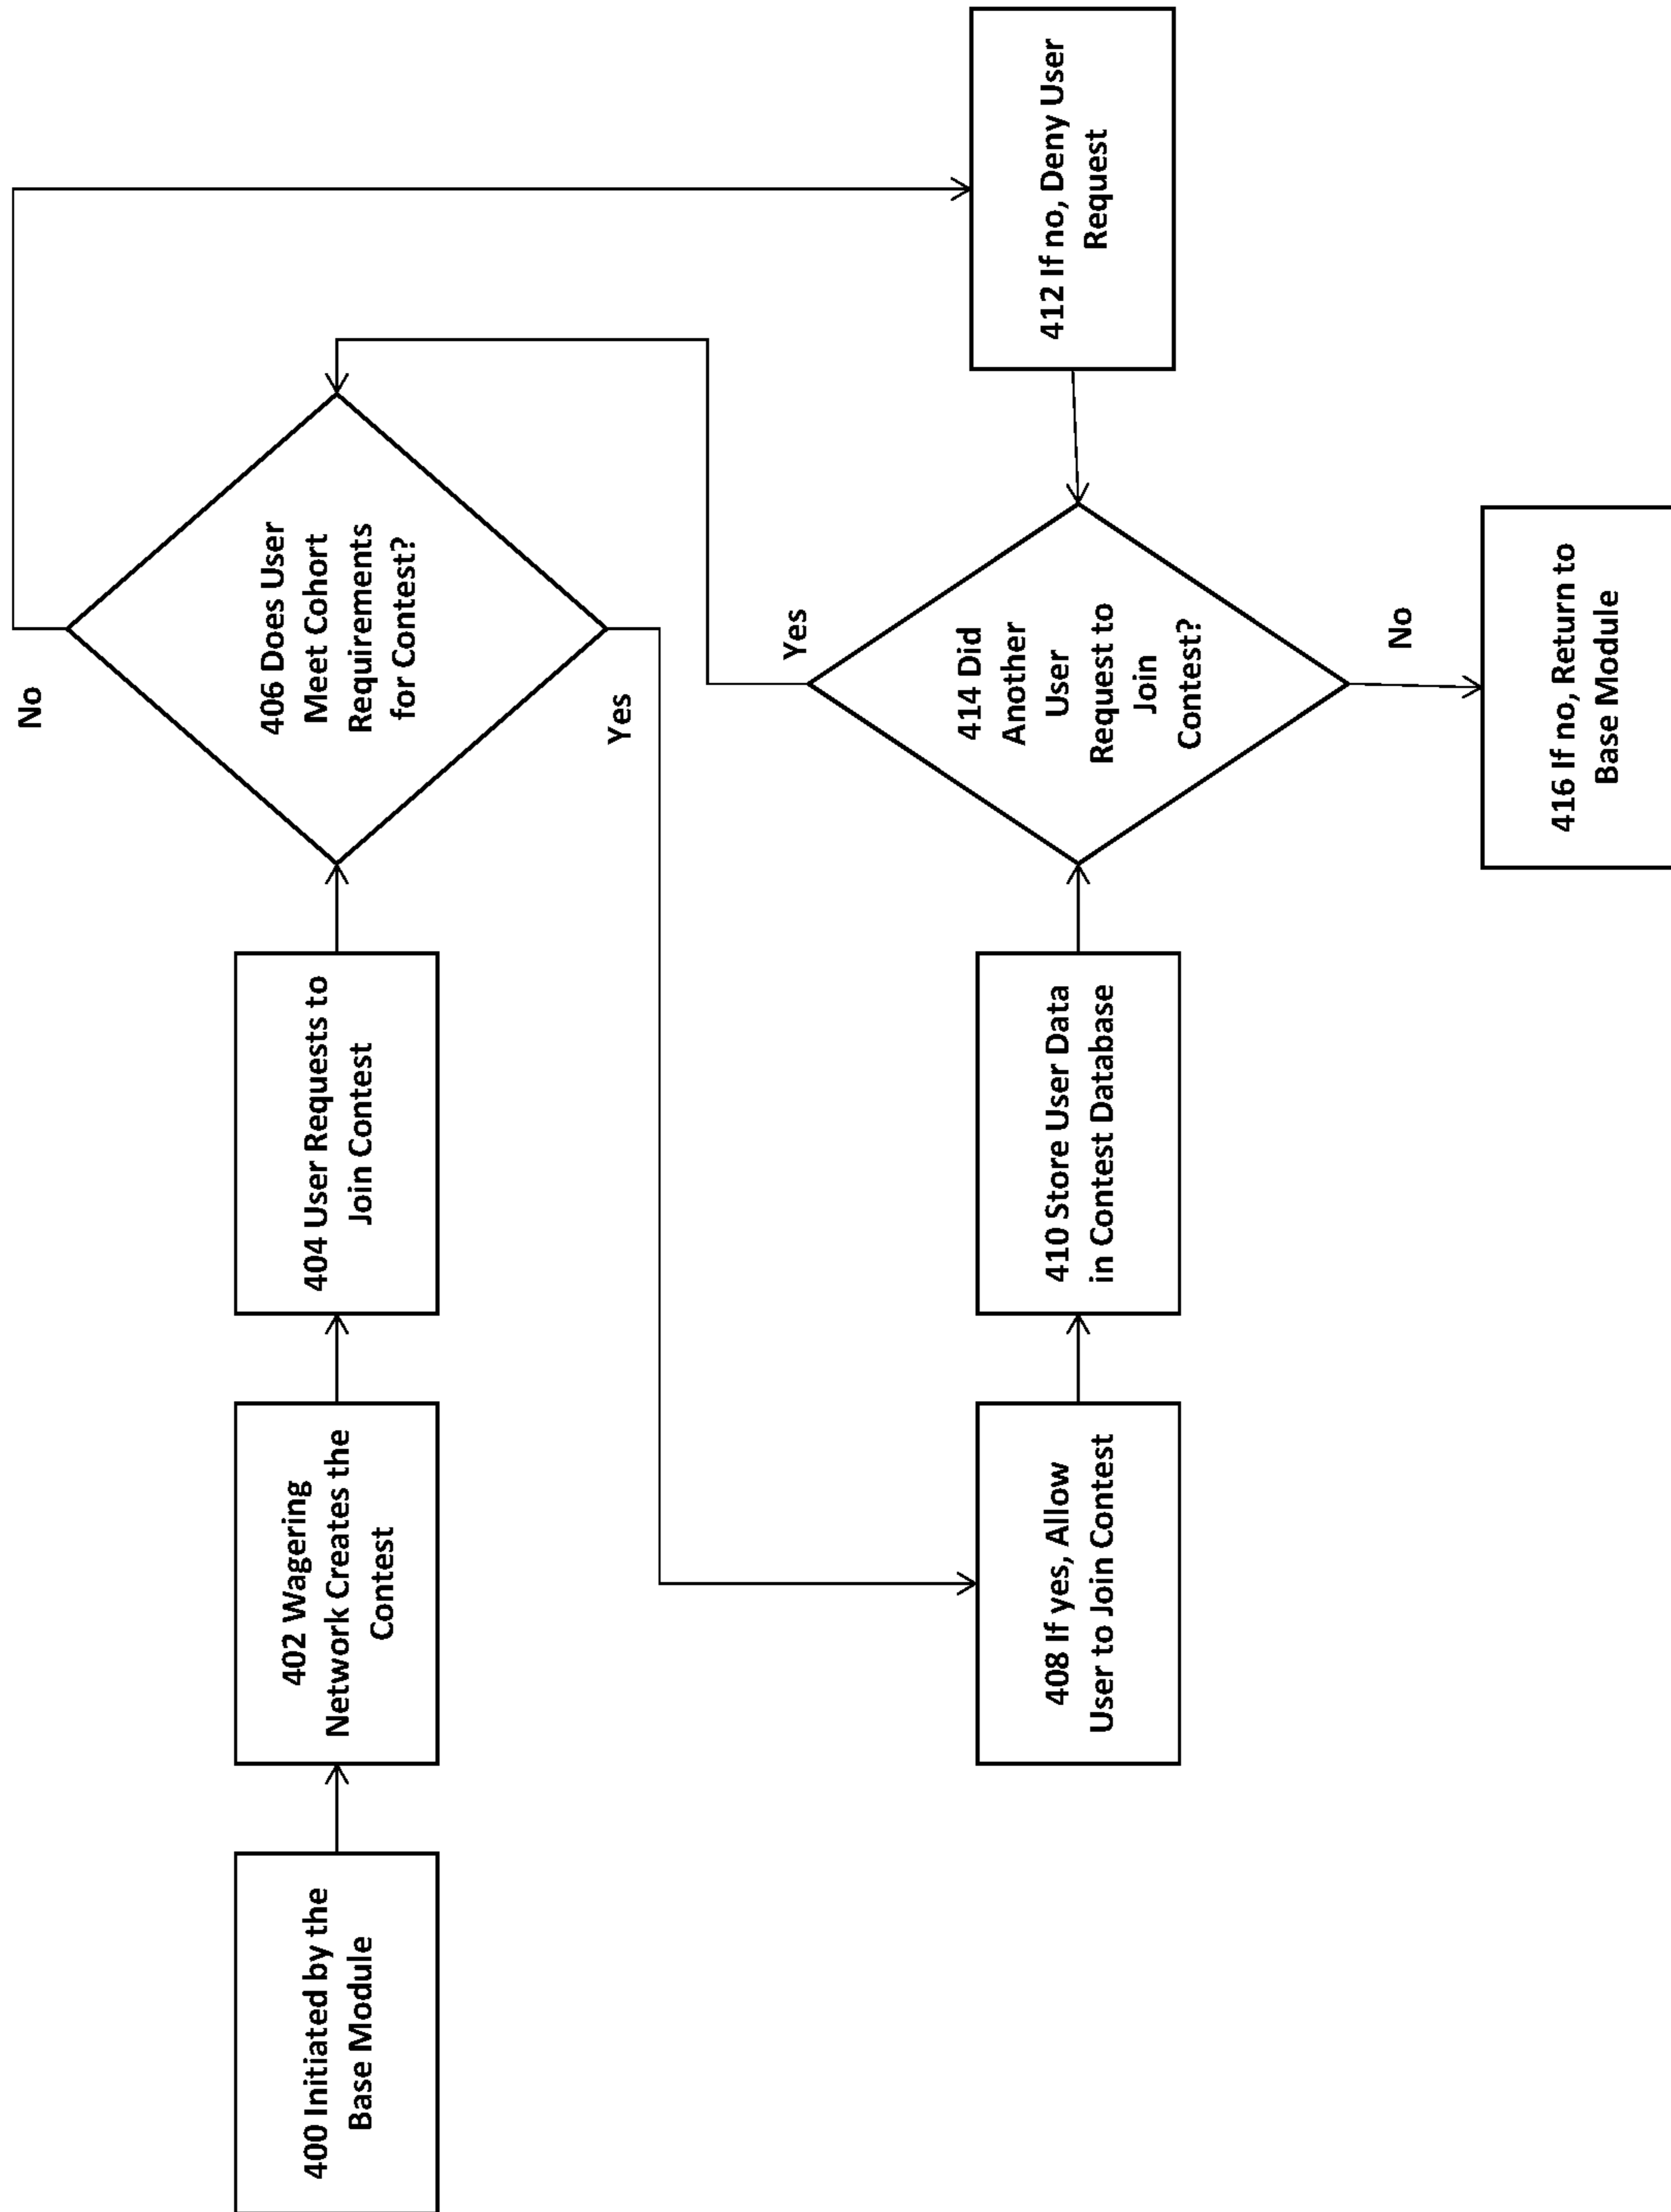 400 Initiated by the
Base Module
402 Wagering
Network Creates the
Contest
404 User Requests to
Join Contest
406 Does User
Meet Cohort
Requirements
for Contest?
No
Yes
408 If yes, Allow
User to Join Contest
410 Store User Data
in Contest Database
414 Did
Another
User
Request to
Join
Contest?
Yes
No
412 If no, Deny User
Request
416 If no, Return to
Base Module